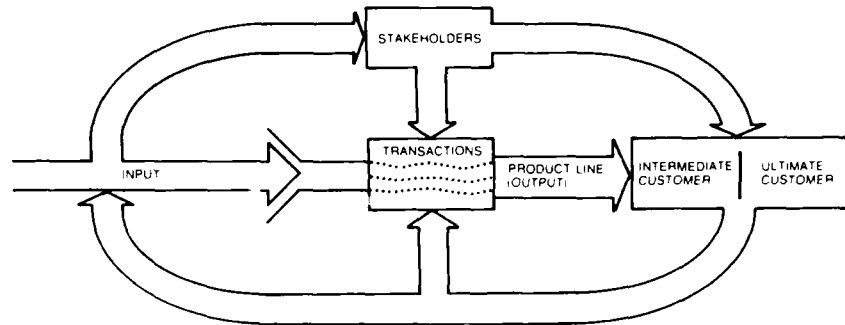 STAKEHOLDERS
TRANSACTIONS
INPUT
PRODUCT LINE
(OUTPUT)
INTERMEDIATE
CUSTOMER
ULTIMATE
CUSTOMER